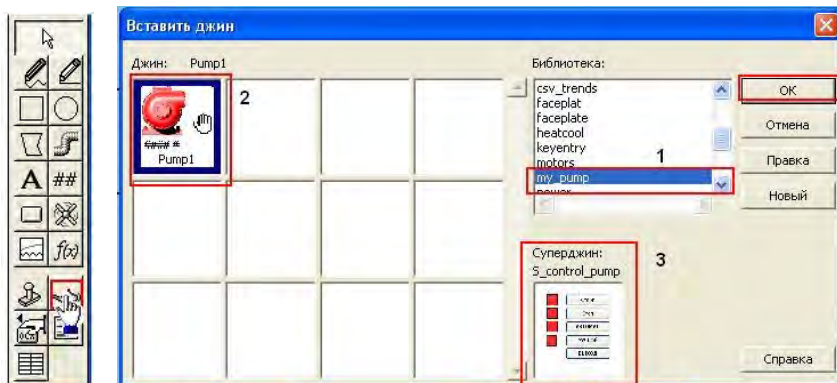 Вставить джин
Джин: Pump1
Библиотека:
csv_trends
faceplat
faceplate
heatcool
keyentry
motors
my_pump
power
OK
Отмена
Правка
Новый
1
2
#### #
Pump1
A ##
f(x)
Суперджин:
S_control_pump
3
Справка